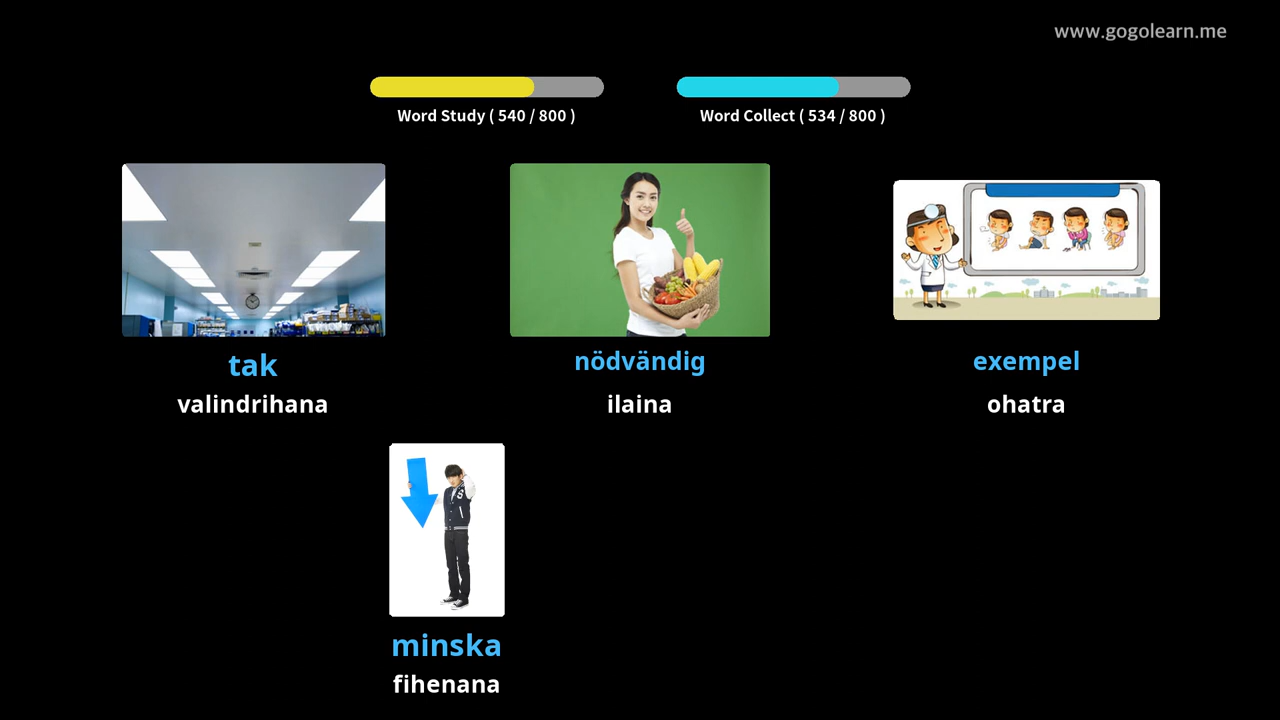 www.gogolearn.me
Word Study ( 540 / 800 )
Word Collect ( 534 / 800 )
tak
valindrihana
nödvändig
ilaina
exempel
ohatra
minska
fihenana